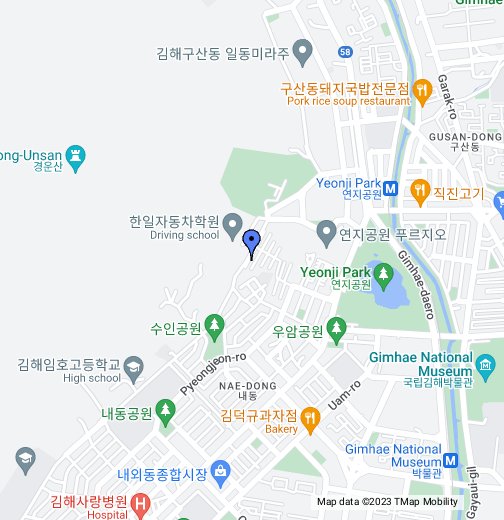 Gimhae
김해구산동 일동미라주
58
구산동돼지국밥전문점
Pork rice soup restaurant
Garak-ro
GUSAN-DONG
구산동
ong-Unsan
경운산
Yeonji Park
연지공원
M
직진고기
한일자동차학원
Driving school
연지공원 푸르지오
Gimhae-daero
Yeonji Park
연지공원
수인공원
우암공원
Gimhae National
Museum
국립김해박물관
김해임호고등학교
High school
Pyeongjeon-ro
NAE-DONG
내동
Uam-ro
내동공원
김덕규과자점
Bakery
Gimhae National
Museum
박물관
M
내외동종합시장
Gayau-gil
김해사랑병원
Hospital
H
Map data ©2023 TMap Mobility